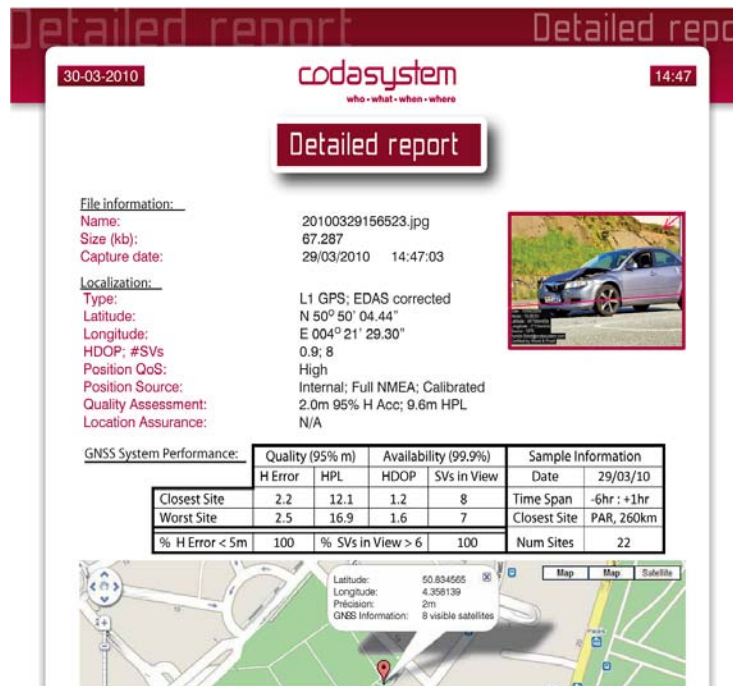 Detailed report
Detailed repo
30-03-2010
codasystem
14:47
who • what • when • where
Detailed report
File information:
Name: 20100329156523.jpg
Size (kb): 67.287
Capture date: 29/03/2010 14:47:03
Localization:
Type: L1 GPS; EDAS corrected
Latitude: N 50º 50' 04.44"
Longitude: E 004º 21' 29.30"
HDOP; #SVs 0.9; 8
Position QoS: High
Position Source: Internal; Full NMEA; Calibrated
Quality Assessment: 2.0m 95% H Acc; 9.6m HPL
Location Assurance: N/A
GNSS System Performance: Quality (95% m) Availability (99.9%) Sample Information
H Error HPL HDOP SVs in View Date 29/03/10
Closest Site 2.2 12.1 1.2 8 Time Span -6hr : +1hr
Worst Site 2.5 16.9 1.6 7 Closest Site PAR, 260km
% H Error < 5m 100 % SVs in View > 6 100 Num Sites 22
Latitude: 50.834565
Longitude: 4.358139
Précision: 2m
GNSS Information: 8 visible satellites
Map Map Satellite